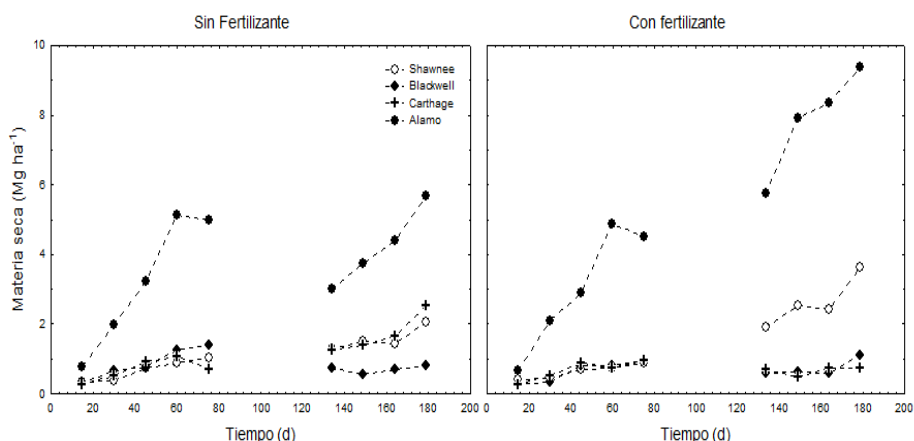 Sin Fertilizante
Con fertilizante
Materia seca (Mg ha⁻¹)
10
8
6
4
2
0
Shawnee
Blackwell
Carthage
Alamo
0 20 40 60 80 100 120 140 160 180 200
0 20 40 60 80 100 120 140 160 180 200
Tiempo (d)
Tiempo (d)